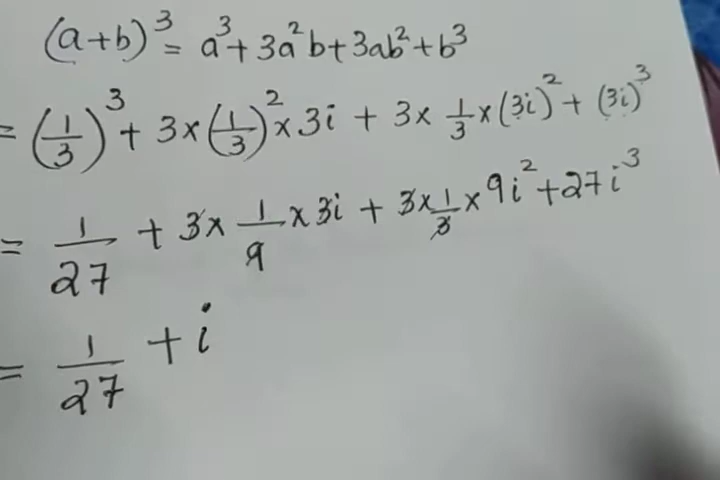 (a+b)³ = a³+3a²b+3ab²+b³
= (1/3)³ + 3×(1/3)²×3i + 3×1/3×(3i)²+(3i)³
= 1/27 + 3×1/9×3i + 3×1/3×9i²+27i³
= 1/27 + i